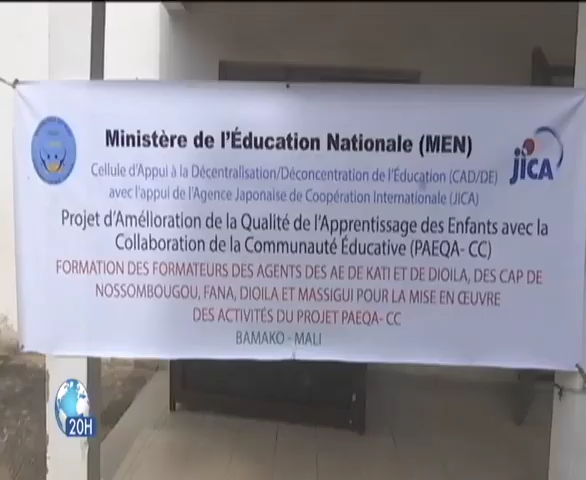 Ministère de l'Éducation Nationale (MEN)
Cellule d'Appui à la Décentralisation/Déconcentration de l'Éducation (CAD/DE)
avec l'appui de l'Agence Japonaise de Coopération Internationale (JICA)
jICA
Projet d'Amélioration de la Qualité de l'Apprentissage des Enfants avec la
Collaboration de la Communauté Éducative (PAEQA- CC)
FORMATION DES FORMATEURS DES AGENTS DES AE DE KATI ET DE DIOILA, DES CAP DE
NOSSOMBOUGOU, FANA, DIOILA ET MASSIGUI POUR LA MISE EN ŒUVRE
DES ACTIVITÉS DU PROJET PAEQA- CC
BAMAKO - MALI
20H